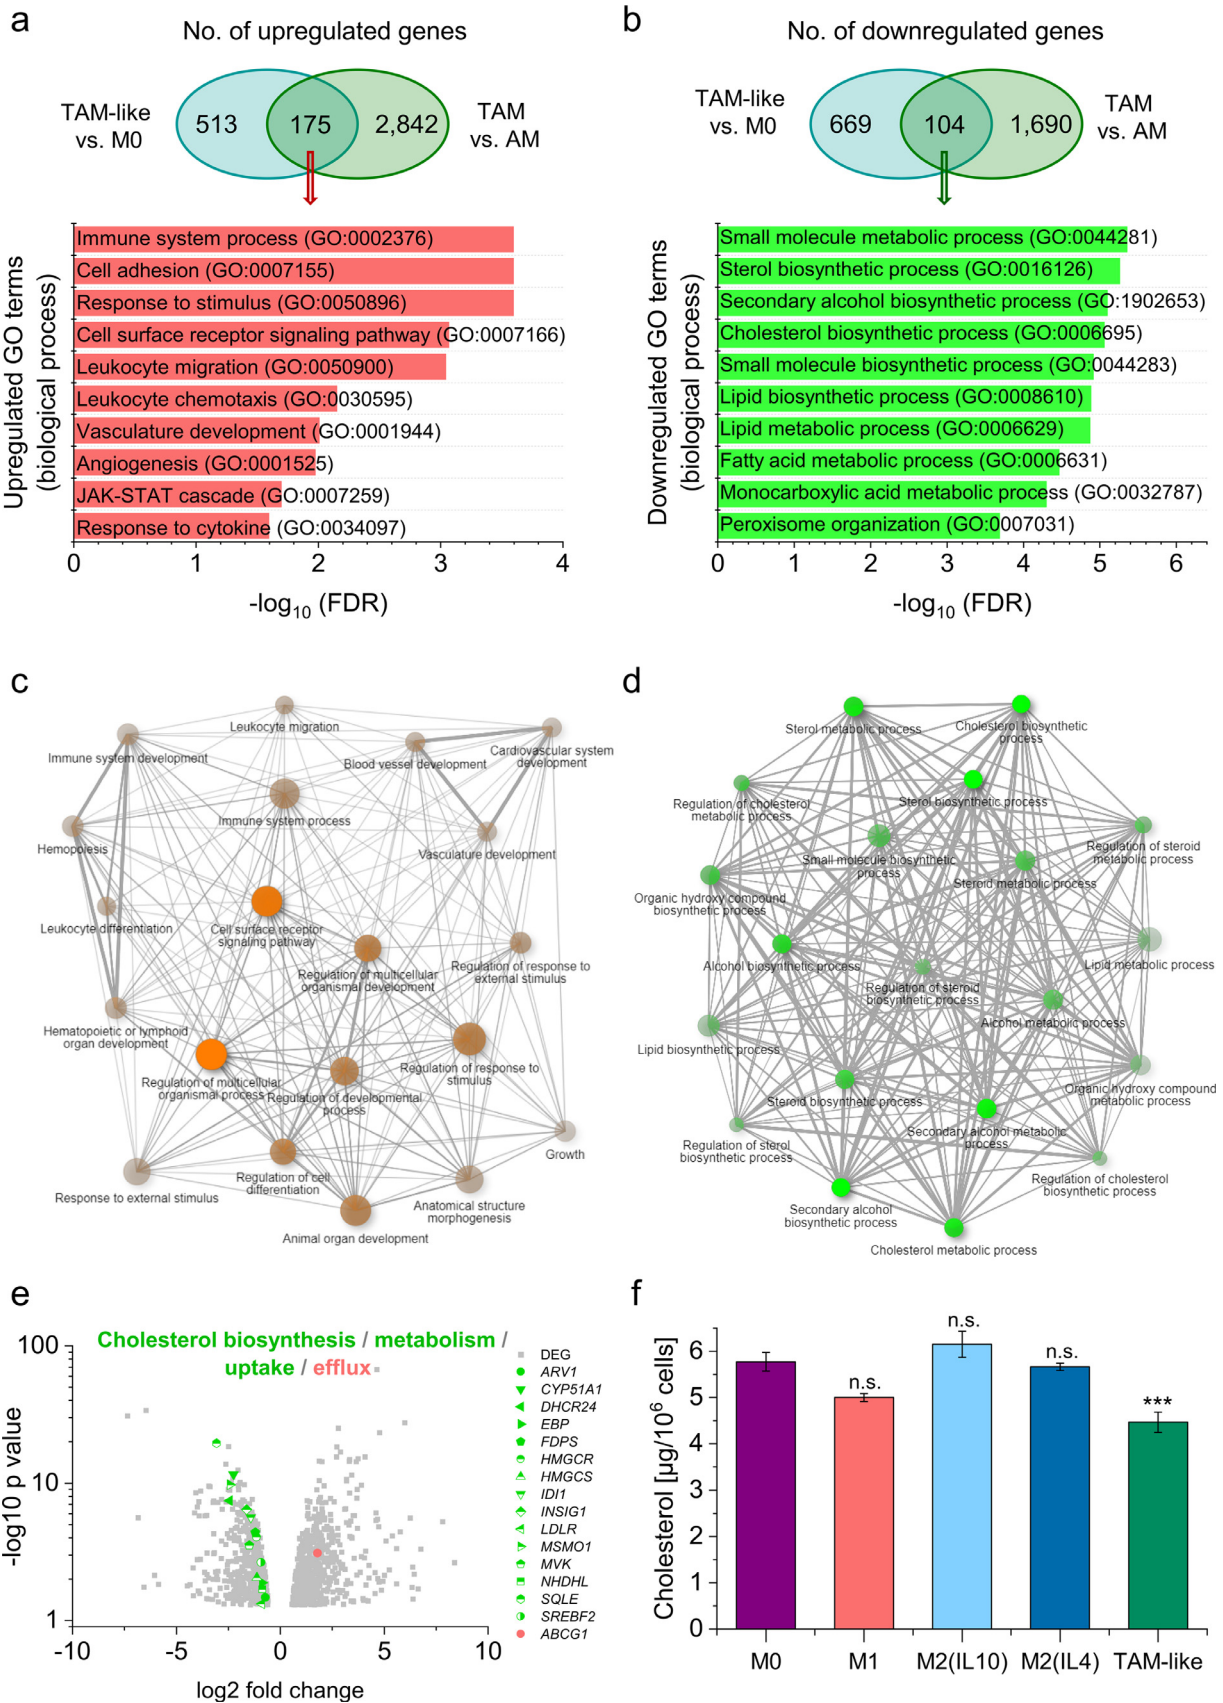 a
No. of upregulated genes
TAM-like
vs. M0
513
175
2,842
TAM
vs. AM
Upregulated GO terms
(biological process)
Immune system process (GO:0002376)
Cell adhesion (GO:0007155)
Response to stimulus (GO:0050896)
Cell surface receptor signaling pathway (GO:0007166)
Leukocyte migration (GO:0050900)
Leukocyte chemotaxis (GO:0030595)
Vasculature development (GO:0001944)
Angiogenesis (GO:0001525)
JAK-STAT cascade (GO:0007259)
Response to cytokine (GO:0034097)
0 1 2 3 4
-log10 (FDR)
b
No. of downregulated genes
TAM-like
vs. M0
669
104
1,690
TAM
vs. AM
Downregulated GO terms
(biological process)
Small molecule metabolic process (GO:0044281)
Sterol biosynthetic process (GO:0016126)
Secondary alcohol biosynthetic process (GO:1902653)
Cholesterol biosynthetic process (GO:0006695)
Small molecule biosynthetic process (GO:0044283)
Lipid biosynthetic process (GO:0008610)
Lipid metabolic process (GO:0006629)
Fatty acid metabolic process (GO:0006631)
Monocarboxylic acid metabolic process (GO:0032787)
Peroxisome organization (GO:0007031)
0 1 2 3 4 5 6
-log10 (FDR)
c
Leukocyte migration
Immune system development
Blood vessel development
Cardiovascular system
development
Immune system process
Hemopoiesis
Vasculature development
Leukocyte differentiation
Cell surface receptor
signaling pathway
Regulation of multicellular
organismal development
Regulation of response to
external stimulus
Hematopoietic or lymphoid
organ development
Regulation of response to
stimulus
Regulation of multicellular
organismal process
Regulation of developmental
process
Growth
Regulation of cell
differentiation
Response to external stimulus
Anatomical structure
morphogenesis
Animal organ development
d
Sterol metabolic process
Cholesterol biosynthetic
process
Sterol biosynthetic process
Regulation of cholesterol
metabolic process
Regulation of steroid
metabolic process
Small molecule biosynthetic
process
Steroid metabolic process
Organic hydroxy compound
biosynthetic process
Alcohol biosynthetic process
Lipid metabolic process
Regulation of steroid
biosynthetic process
Alcohol metabolic process
Lipid biosynthetic process
Organic hydroxy compound
metabolic process
Steroid biosynthetic process
Secondary alcohol metabolic
process
Regulation of sterol
biosynthetic process
Regulation of cholesterol
biosynthetic process
Secondary alcohol
biosynthetic process
Cholesterol metabolic process
e
Cholesterol biosynthesis / metabolism /
uptake / efflux
-log10 p value
100
10
1
-10 -5 0 5 10
log2 fold change
DEG
ARV1
CYP51A1
DHCR24
EBP
FDPS
HMGCR
HMGCS
IDI1
INSIG1
LDLR
MSMO1
MVK
NHDHL
SQLE
SREBF2
ABCG1
f
Cholesterol [µg/10⁶ cells]
6
5
4
3
2
1
0
n.s.
n.s.
n.s.
***
M0 M1 M2(IL10) M2(IL4) TAM-like